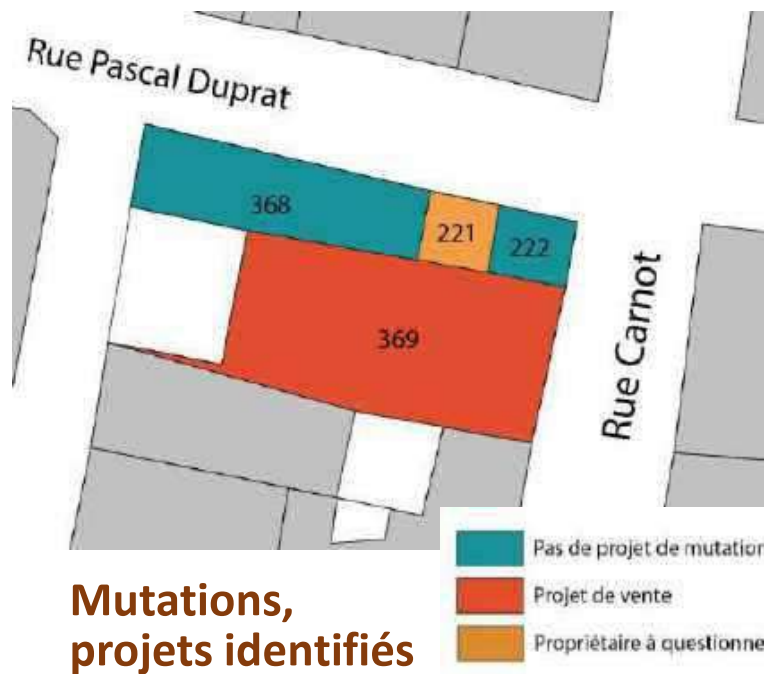 Rue Pascal Duprat
368
221
222
369
Rue Carnot
Pas de projet de mutation
Projet de vente
Propriétaire à questionne
Mutations,
projets identifiés